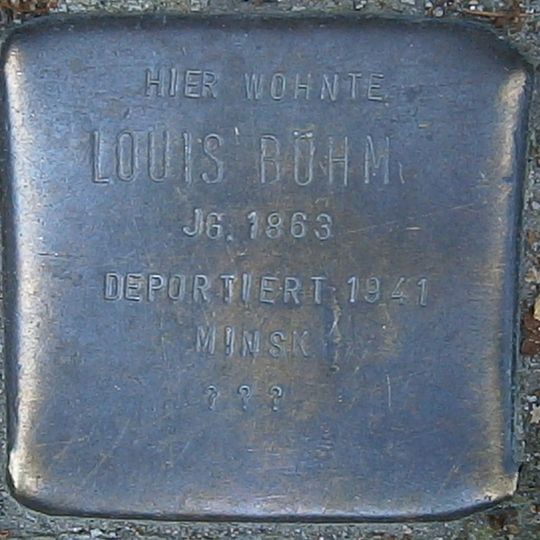 HIER WOHNTE
LOUIS BÖHM
JG. 1863
DEPORTIERT 1941
MINSK
???